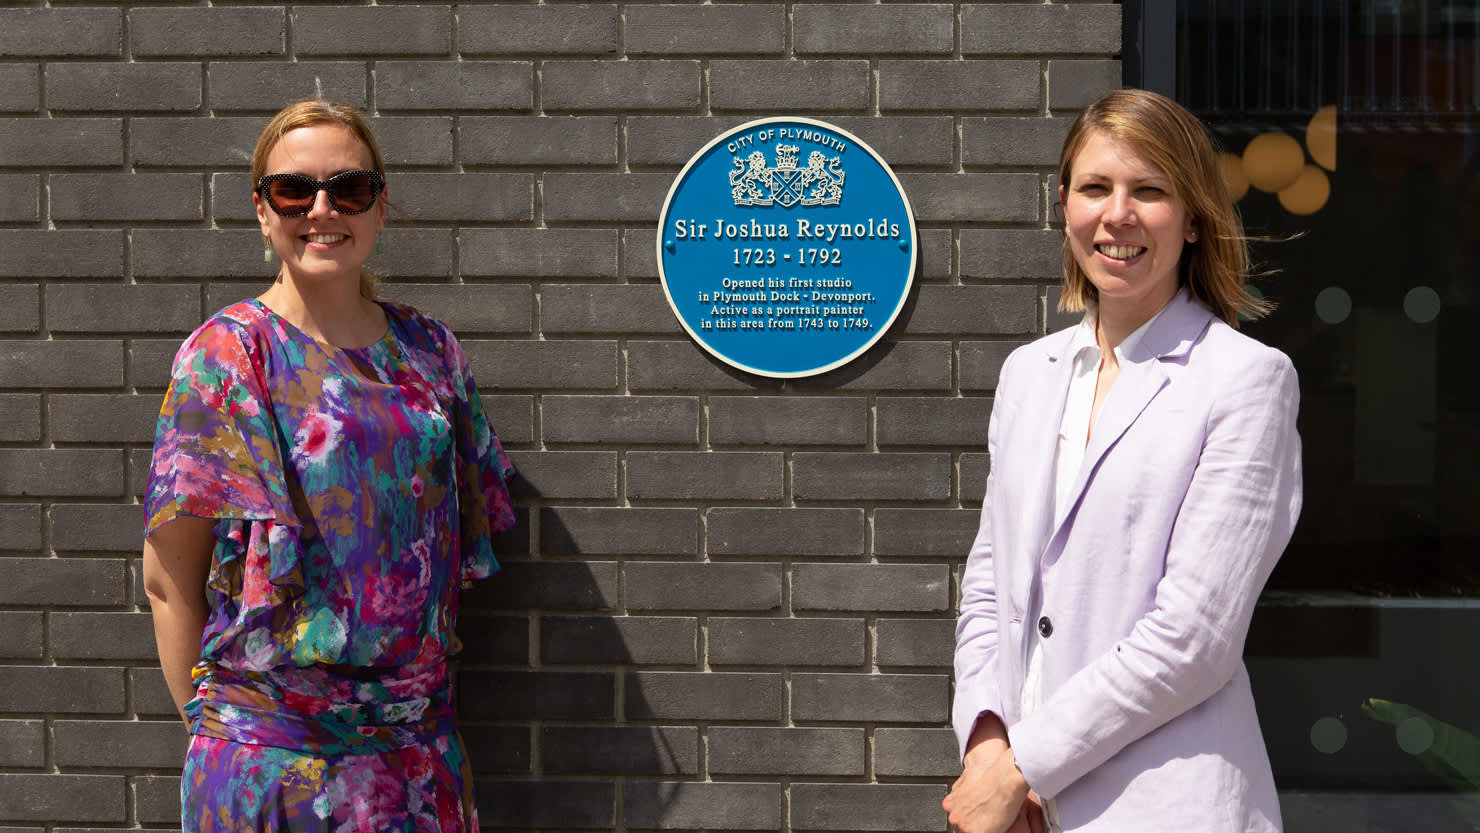 CITY OF PLYMOUTH
Sir Joshua Reynolds
1723 - 1792
Opened his first studio
in Plymouth Dock - Devonport.
Active as a portrait painter
in this area from 1743 to 1749.